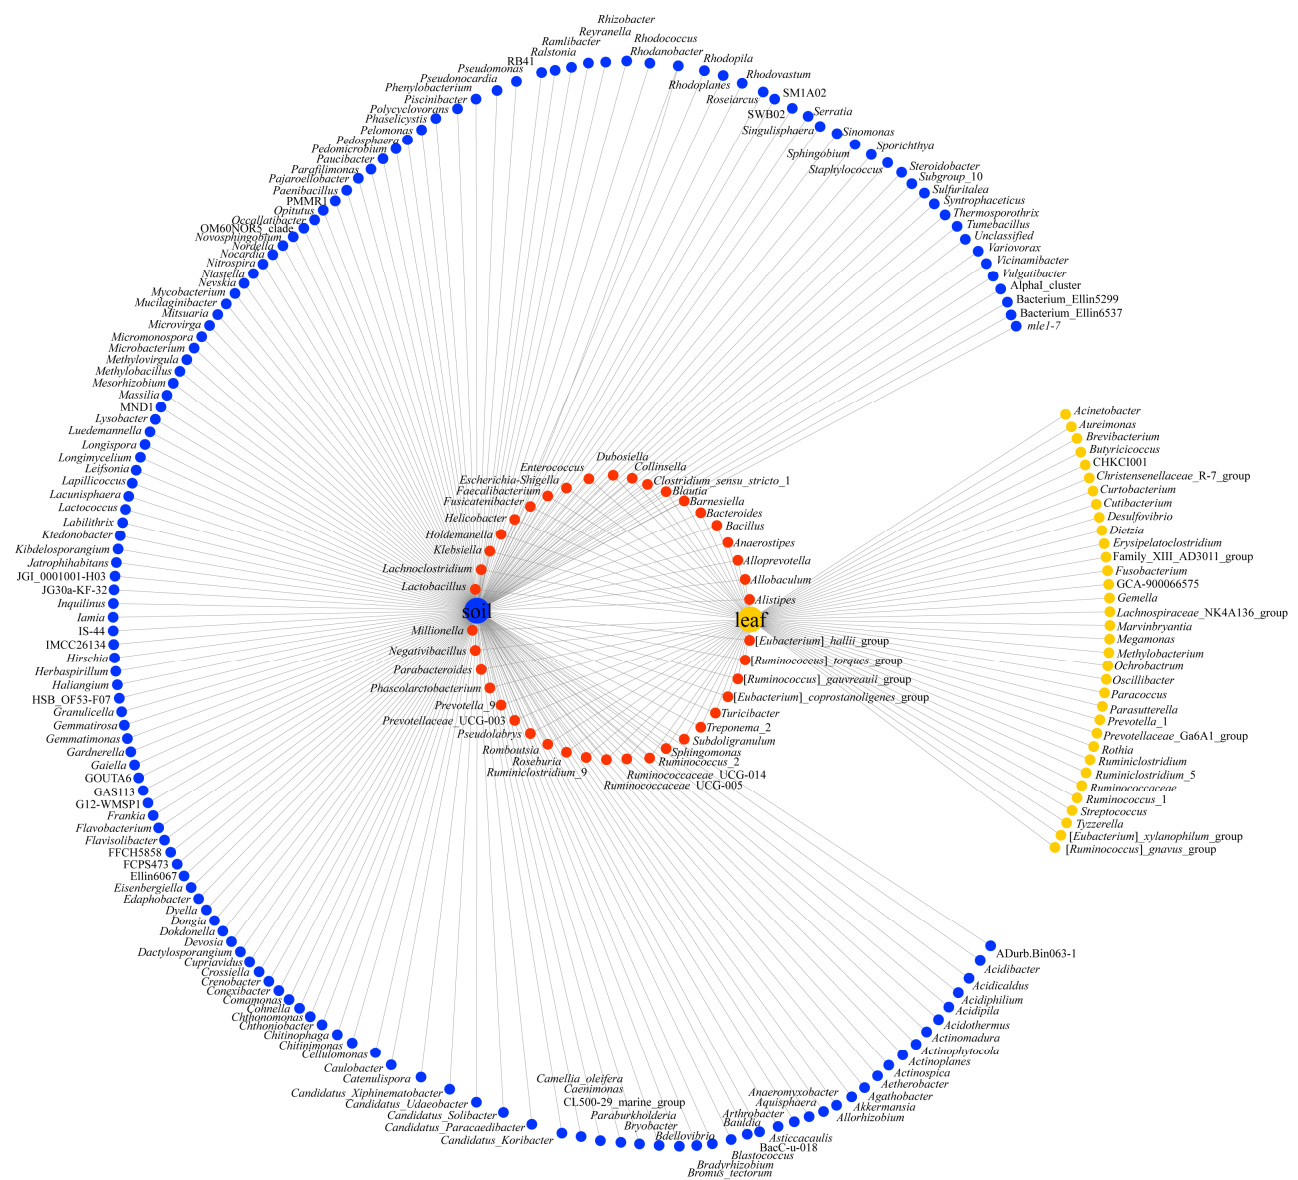 Rhizobacter
Reyranella
Rhodococcus
Ramlibacter
Rhodanobacter
Ralstonia
RB41
Rhodopila
Pseudomonas
Rhodovastum
Pseudonocardia
Rhodoplanes
Phenylobacterium
SM1A02
Piscinibacter
Roseiarcus
Polycyclovorans
SWB02
Serratia
Phaselicystis
Singulisphaera
Sinomonas
Pelomonas
Pedosphaera
Sphingobium
Sporichthya
Pedomicrobium
Staphylococcus
Steroidobacter
Paucibacter
Subgroup_10
Parafilimonas
Sulfuritalea
Pajaroellobacter
Syntrophaceticus
Paenibacillus
Thermosporothrix
PMMR1
Tumebacillus
Opitutus
Unclassified
Occallatibacter
Variovorax
OM60NOR5_clade
Vicinamibacter
Novosphingobium
Vulgatibacter
Nordella
AlphaI_cluster
Nocardia
Bacterium_Ellin5299
Nitrospira
Bacterium_Ellin6537
Niastella
mle1-7
Nevskia
Mycobacterium
Mucilaginibacter
Mitsuaria
Microvirga
Micromonospora
Microbacterium
Methylovirgula
Methylobacillus
Mesorhizobium
Massilia
MND1
Lysobacter
Luedemannella
Longispora
Longimycelium
Leifsonia
Lapillicoccus
Lacunisphaera
Lactococcus
Labilithrix
Ktedonobacter
Kibdelosporangium
Jatrophihabitans
JGI_0001001-H03
JG30a-KF-32
Inquilinus
Iamia
IS-44
IMCC26134
Hirschia
Herbaspirillum
Haliangium
HSB_OF53-F07
Granulicella
Gemmatirosa
Gemmatimonas
Gardnerella
Gaiella
GOUTA6
GAS113
G12-WMSP1
Frankia
Flavobacterium
Flavisolibacter
FFCH5858
FCPS473
Ellin6067
Eisenbergiella
Edaphobacter
Dyella
Dongia
Dokdonella
Devosia
Dactylosporangium
Cupriavidus
Crossiella
Crenobacter
Conexibacter
Comamonas
Cohnella
Chthonomonas
Chthoniobacter
Chitinophaga
Chitinimonas
Cellulomonas
Caulobacter
Catenulispora
Candidatus_Xiphinematobacter
Candidatus_Udaeobacter
Candidatus_Solibacter
Candidatus_Paracaedibacter
Candidatus_Koribacter
Camellia_oleifera
Caenimonas
CL500-29_marine_group
Paraburkholderia
Bryobacter
Bdellovibrio
Bromus_tectorum
Bradyrhizobium
Blastococcus
BacC-u-018
Asticcacaulis
Bauldia
Arthrobacter
Aquisphaera
Anaeromyxobacter
Allorhizobium
Akkermansia
Agathobacter
Aetherobacter
Actinospica
Actinoplanes
Actinophytocola
Actinomadura
Acidothermus
Acidipila
Acidiphilium
Acidicaldus
Acidibacter
ADurb.Bin063-1
Dubosiella
Enterococcus
Collinsella
Escherichia-Shigella
Clostridium_sensu_stricto_1
Faecalibacterium
Blautia
Fusicatenibacter
Barnesiella
Helicobacter
Bacteroides
Holdemanella
Bacillus
Klebsiella
Anaerostipes
Lachnoclostridium
Alloprevotella
Lactobacillus
Allobaculum
Alistipes
soil
leaf
Millionella
[Eubacterium]_hallii_group
Negativibacillus
[Ruminococcus]_torques_group
Parabacteroides
[Ruminococcus]_gauvreauii_group
Phascolarctobacterium
[Eubacterium]_coprostanoligenes_group
Prevotella_9
Turicibacter
Prevotellaceae_UCG-003
Treponema_2
Pseudolabrys
Subdoligranulum
Romboutsia
Sphingomonas
Roseburia
Ruminococcus_2
Ruminiclostridium_9
Ruminococcaceae_UCG-014
Ruminococcaceae_UCG-005
Acinetobacter
Aureimonas
Brevibacterium
Butyricicoccus
CHKCI001
Christensenellaceae_R-7_group
Curtobacterium
Cutibacterium
Desulfovibrio
Dietzia
Erysipelatoclostridium
Family_XIII_AD3011_group
Fusobacterium
GCA-900066575
Gemella
Lachnospiraceae_NK4A136_group
Marvinbryantia
Megamonas
Methylobacterium
Ochrobactrum
Oscillibacter
Paracoccus
Parasutterella
Prevotella_1
Prevotellaceae_Ga6A1_group
Rothia
Ruminiclostridium
Ruminiclostridium_5
Ruminococcaceae
Ruminococcus_1
Streptococcus
Tyzzerella
[Eubacterium]_xylanophilum_group
[Ruminococcus]_gnavus_group